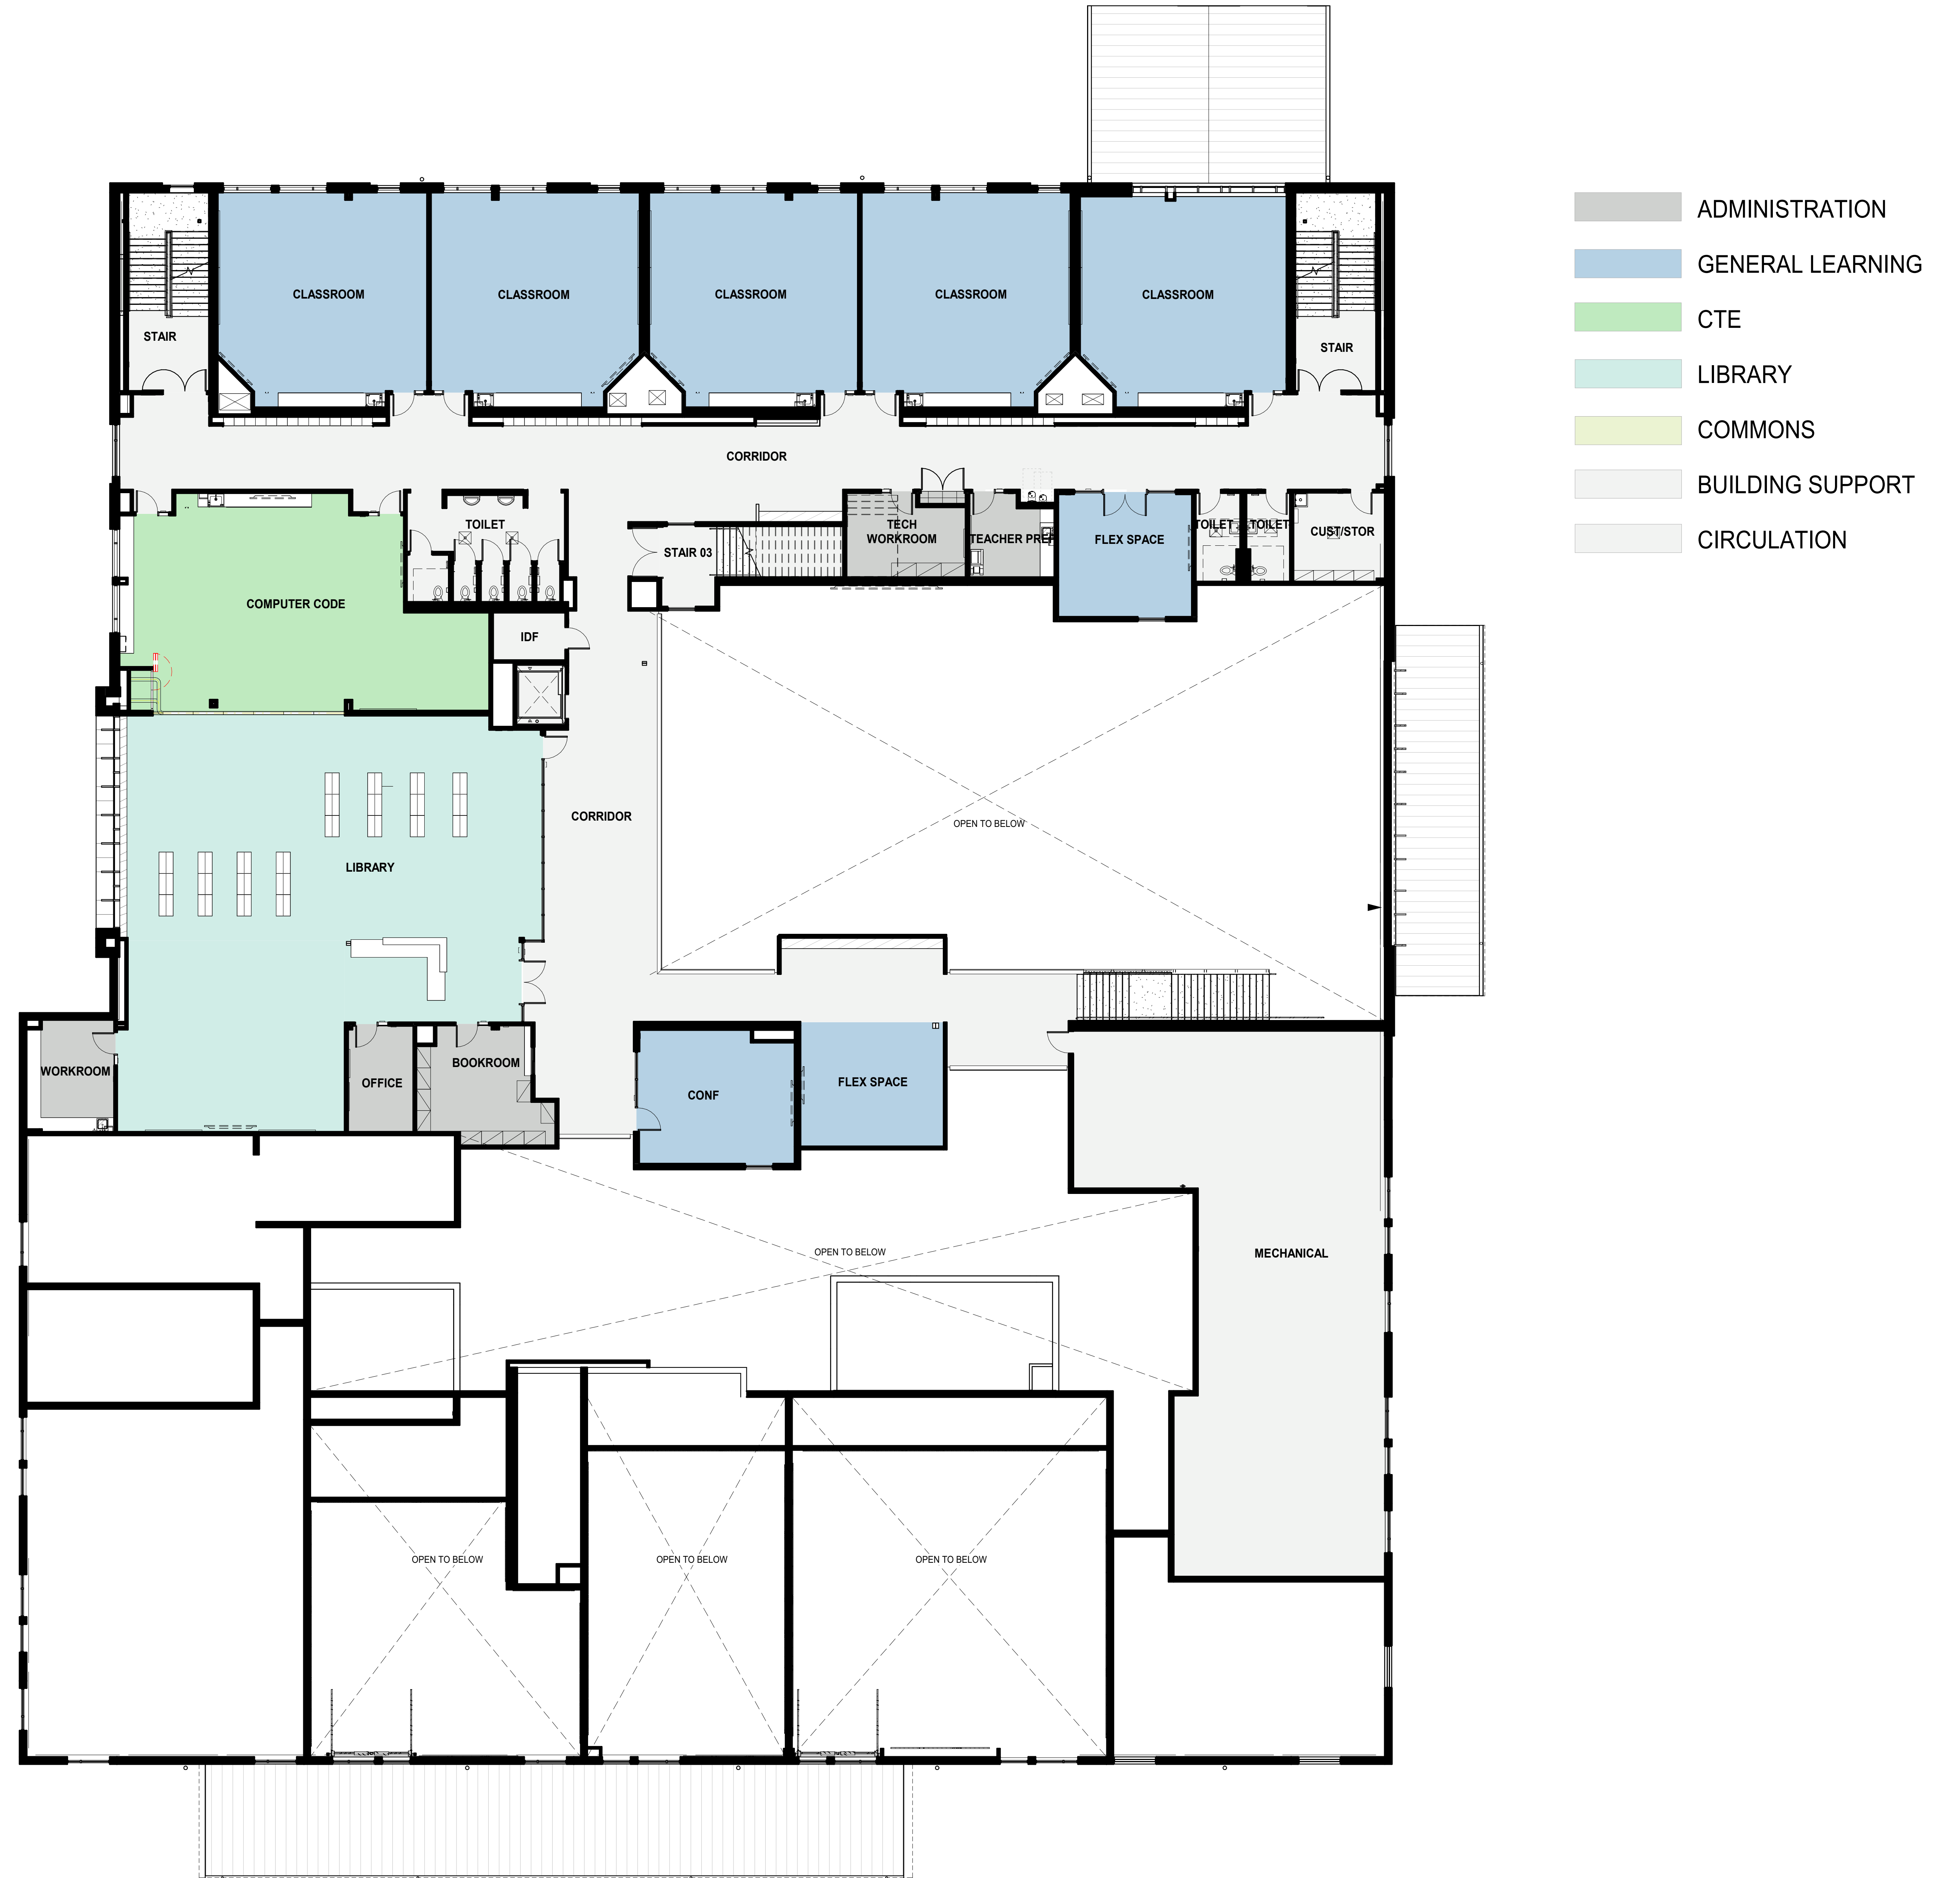 ADMINISTRATION
GENERAL LEARNING
CTE
LIBRARY
COMMONS
BUILDING SUPPORT
CIRCULATION
CLASSROOM
CLASSROOM
CLASSROOM
CLASSROOM
CLASSROOM
STAIR
STAIR
CORRIDOR
TOILET
TECH
WORKROOM
TEACHER PREP
FLEX SPACE
TOILET
TOILET
CUST/STOR
STAIR 03
COMPUTER CODE
IDF
CORRIDOR
OPEN TO BELOW
LIBRARY
WORKROOM
OFFICE
BOOKROOM
CONF
FLEX SPACE
OPEN TO BELOW
MECHANICAL
OPEN TO BELOW
OPEN TO BELOW
OPEN TO BELOW